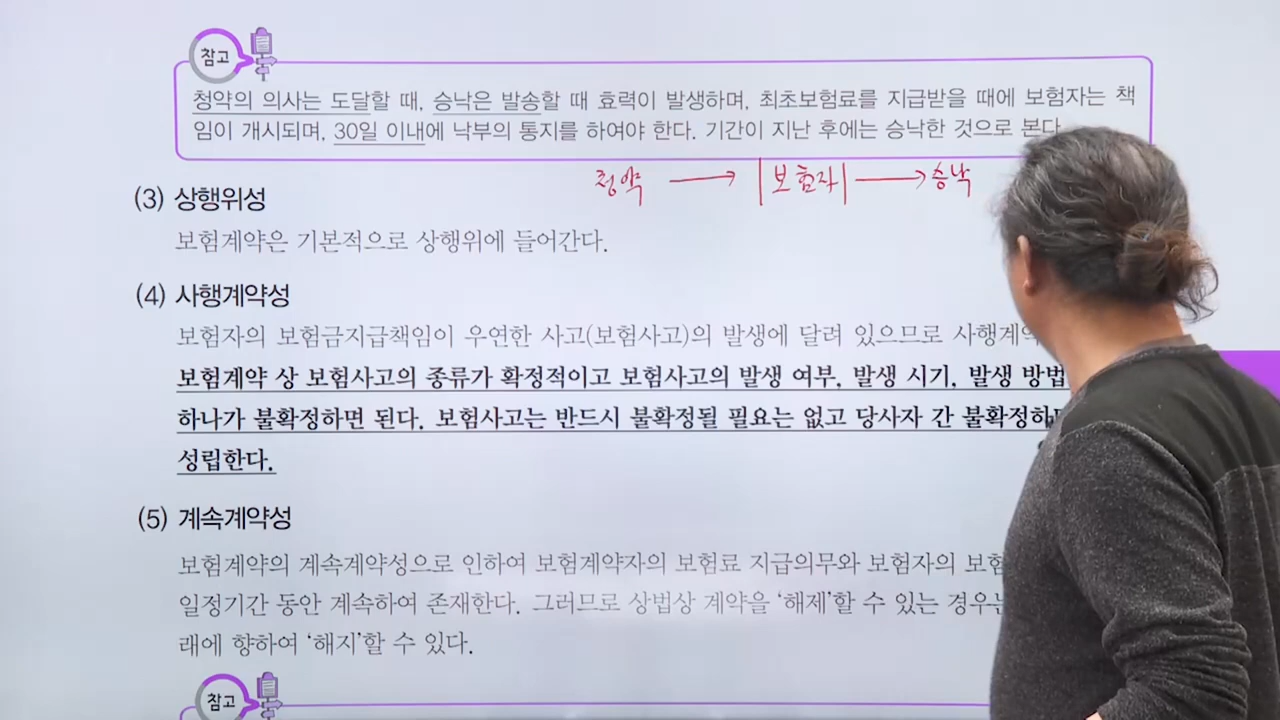 참고
청약의 의사는 도달할 때, 승낙은 발송할 때 효력이 발생하며, 최초보험료를 지급받을 때에 보험자는 책
임이 개시되며, 30일 이내에 낙부의 통지를 하여야 한다. 기간이 지난 후에는 승낙한 것으로 본다.
청약 → |보험자| → 승낙
(3) 상행위성
보험계약은 기본적으로 상행위에 들어간다.
(4) 사행계약성
보험자의 보험금지급책임이 우연한 사고(보험사고)의 발생에 달려 있으므로 사행계약
보험계약 상 보험사고의 종류가 확정적이고 보험사고의 발생 여부, 발생 시기, 발생 방법
하나가 불확정하면 된다. 보험사고는 반드시 불확정될 필요는 없고 당사자 간 불확정하면
성립한다.
(5) 계속계약성
보험계약의 계속계약성으로 인하여 보험계약자의 보험료 지급의무와 보험자의 보험
일정기간 동안 계속하여 존재한다. 그러므로 상법상 계약을 '해제'할 수 있는 경우는
래에 향하여 '해지'할 수 있다.
참고